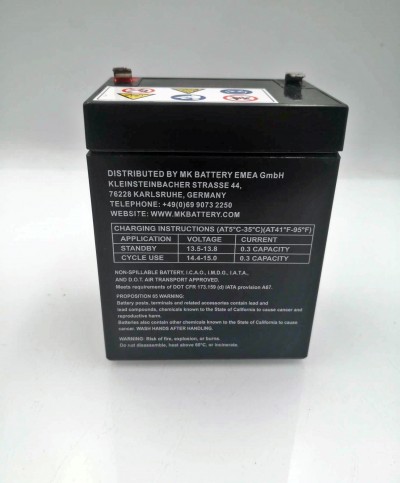 DISTRIBUTED BY MK BATTERY EMEA GmbH
KLEINSTEINBACHER STRASSE 44,
76228 KARLSRUHE, GERMANY
TELEPHONE: +49(0)69 9073 2250
WEBSITE: WWW.MKBATTERY.COM
CHARGING INSTRUCTIONS (AT5°C-35°C)(AT41°F-95°F)
APPLICATION VOLTAGE CURRENT
STANDBY 13.5-13.8 0.3 CAPACITY
CYCLE USE 14.4-15.0 0.3 CAPACITY
NON-SPILLABLE BATTERY, I.C.A.O., I.M.D.G., I.A.T.A.,
AND D.O.T. AIR TRANSPORT APPROVED.
Meets requirements of DOT CFR 173,159 (d) IATA provision A67.
PROPOSITION 65 WARNING:
Battery posts, terminals and related accessories contain lead and
lead compounds, chemicals known to the State of California to cause cancer and
reproductive harm.
Batteries also contain other chemicals known to the State of California to cause
cancer. WASH HANDS AFTER HANDLING.
WARNING: Risk of fire, explosion, or burns.
Do not disassemble, heat above 60°C, or incinerate.